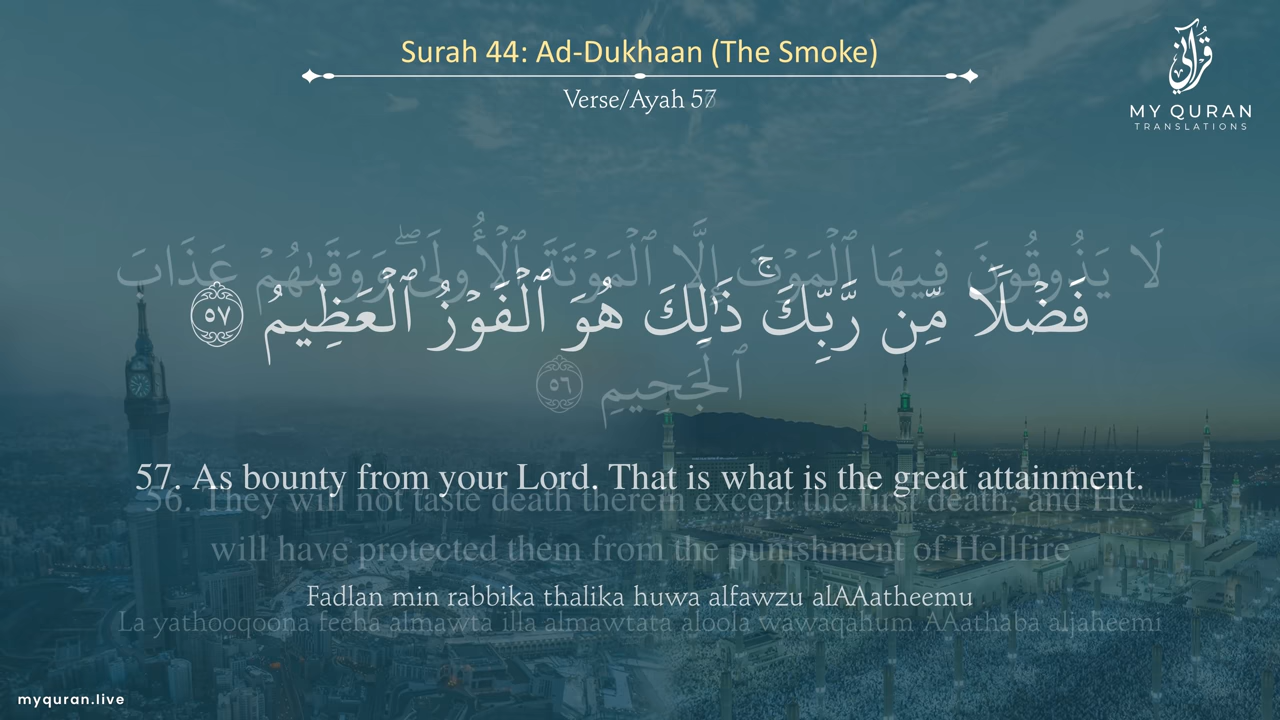 Surah 44: Ad-Dukhaan (The Smoke)
Verse/Ayah 57
قرآني
MY QURAN
TRANSLATIONS
لَا يَذُوقُونَ فِيهَا ٱلْمَوْتَ إِلَّا ٱلْمَوْتَةَ ٱلْأُولَىٰ ۖ وَوَقَىٰهُمْ عَذَابَ
فَضْلًا مِّن رَّبِّكَ ۚ ذَٰلِكَ هُوَ ٱلْفَوْزُ ٱلْعَظِيمُ ٥٧
ٱلْجَحِيمِ ٥٦
57. As bounty from your Lord. That is what is the great attainment.
56. They will not taste death therein except the first death, and He
will have protected them from the punishment of Hellfire
Fadlan min rabbika thalika huwa alfawzu alAAatheemu
La yathooqoona feeha almawta illa almawtata aloola wawaqahum AAathaba aljaheemi
myquran.live